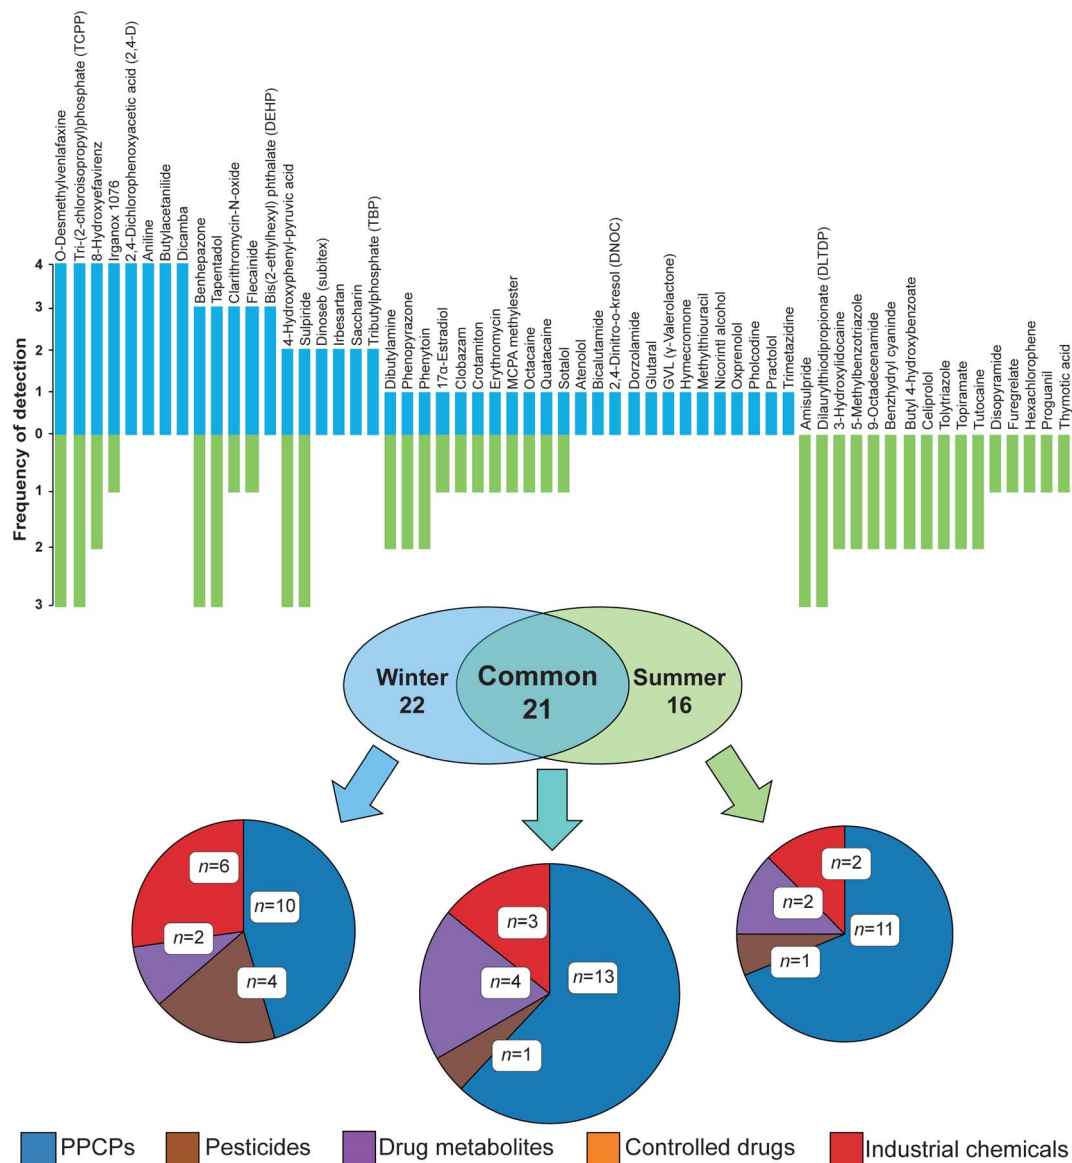 O-Desmethylvenlafaxine
Tri-(2-chloroisopropyl)phosphate (TCPP)
8-Hydroxyefavirenz
Irganox 1076
2,4-Dichlorophenoxyacetic acid (2,4-D)
Aniline
Butylacetanilide
Dicamba
Benhepazone
Tapentadol
Clarithromycin-N-oxide
Flecainide
Bis(2-ethylhexyl) phthalate (DEHP)
4-Hydroxyphenyl-pyruvic acid
Sulpiride
Dinoseb (subitex)
Irbesartan
Saccharin
Tributylphosphate (TBP)
Dibutylamine
Phenopyrazone
Phenytoin
17α-Estradiol
Clobazam
Crotamiton
Erythromycin
MCPA methylester
Octacaine
Quatacaine
Sotalol
Atenolol
Bicalutamide
2,4-Dinitro-o-kresol (DNOC)
Dorzolamide
Glutaral
GVL (γ-Valerolactone)
Hymecromone
Methylthiouracil
Nicorintl alcohol
Oxprenolol
Pholcodine
Practolol
Trimetazidine
Amisulpride
Dilaurylthiodipropionate (DLTDP)
3-Hydroxylidocaine
5-Methylbenzotriazole
9-Octadecenamide
Benzhydryl cyaninde
Butyl 4-hydroxybenzoate
Celiprolol
Tolytriazole
Topiramate
Tutocaine
Disopyramide
Furegrelate
Hexachlorophene
Proguanil
Thymotic acid
Frequency of detection
4
3
2
1
0
1
2
3
Winter
22
Common
21
Summer
16
n=6
n=10
n=2
n=4
n=3
n=13
n=4
n=1
n=2
n=2
n=11
n=1
PPCPs
Pesticides
Drug metabolites
Controlled drugs
Industrial chemicals